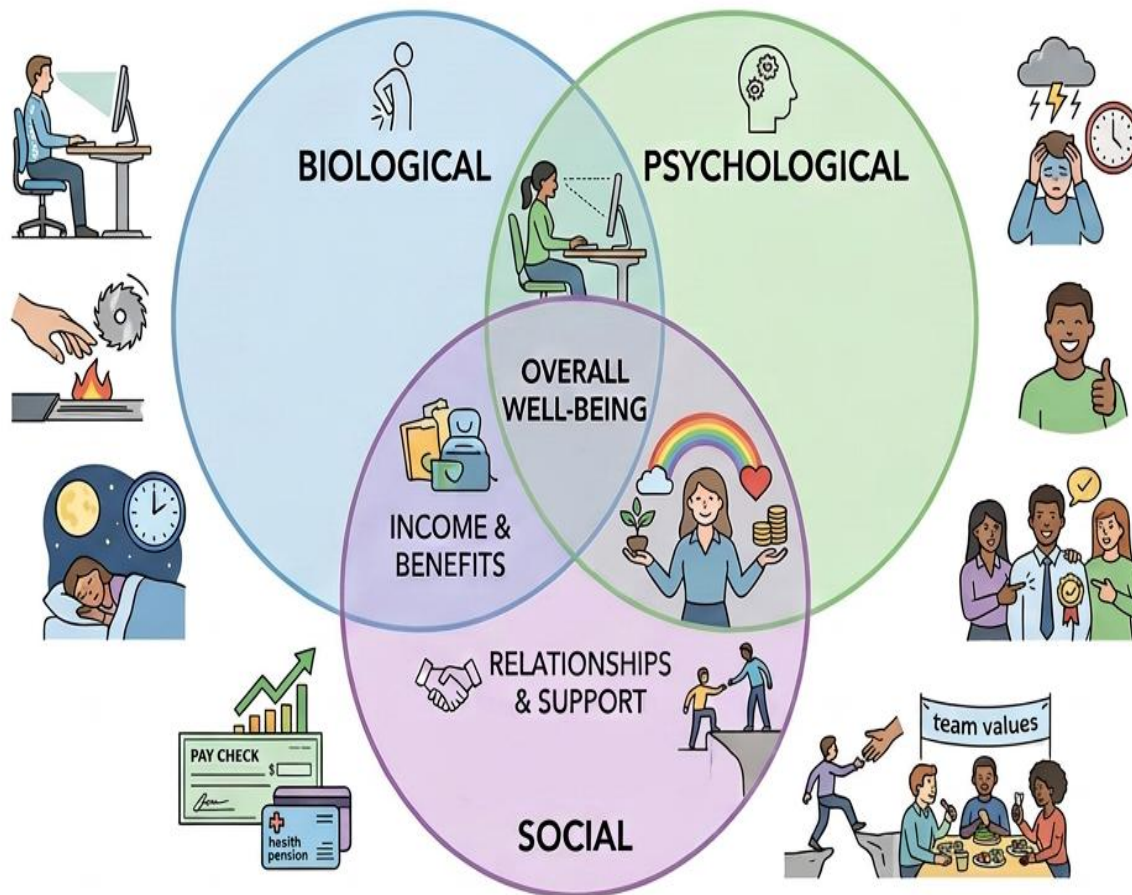 BIOLOGICAL
PSYCHOLOGICAL
OVERALL
WELL-BEING
INCOME &
BENEFITS
RELATIONSHIPS
& SUPPORT
PAY CHECK
$
hesith
pension
team values
SOCIAL